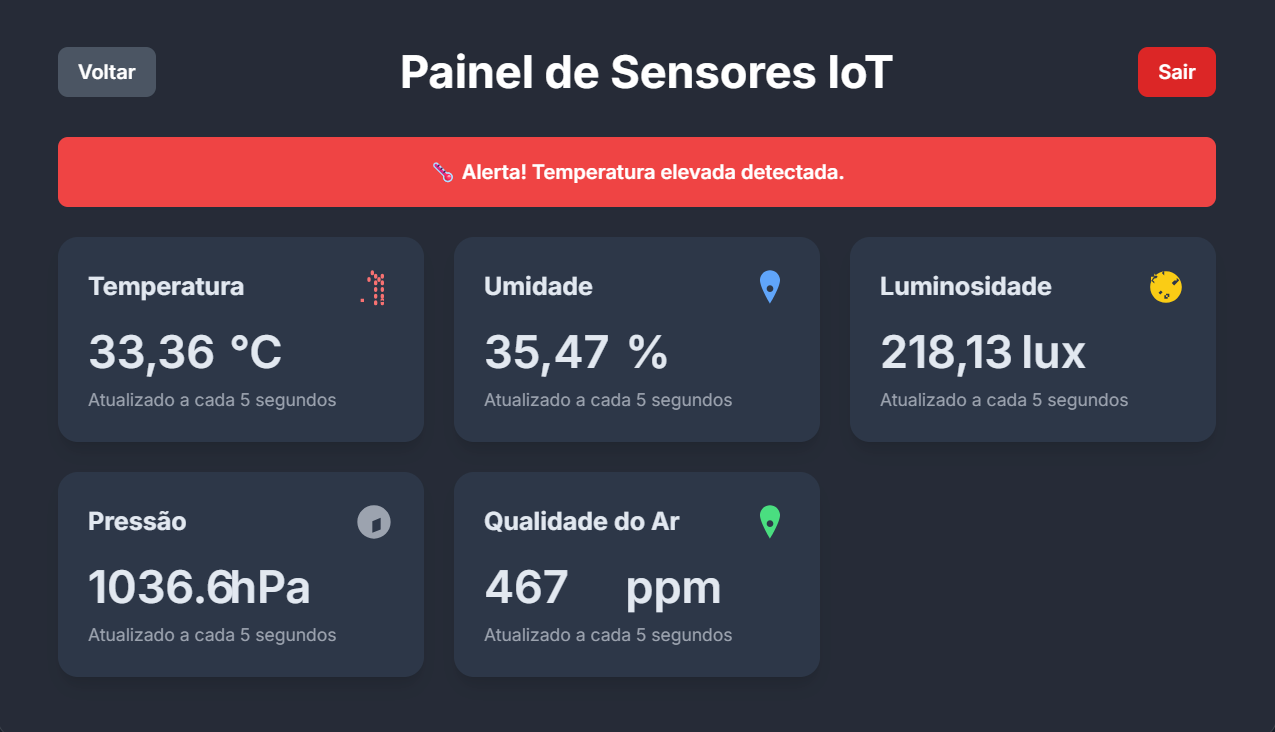 Voltar
Painel de Sensores IoT
Sair
Alerta! Temperatura elevada detectada.
Temperatura
33,36 °C
Atualizado a cada 5 segundos
Umidade
35,47 %
Atualizado a cada 5 segundos
Luminosidade
218,13 lux
Atualizado a cada 5 segundos
Pressão
1036.6hPa
Atualizado a cada 5 segundos
Qualidade do Ar
467 ppm
Atualizado a cada 5 segundos